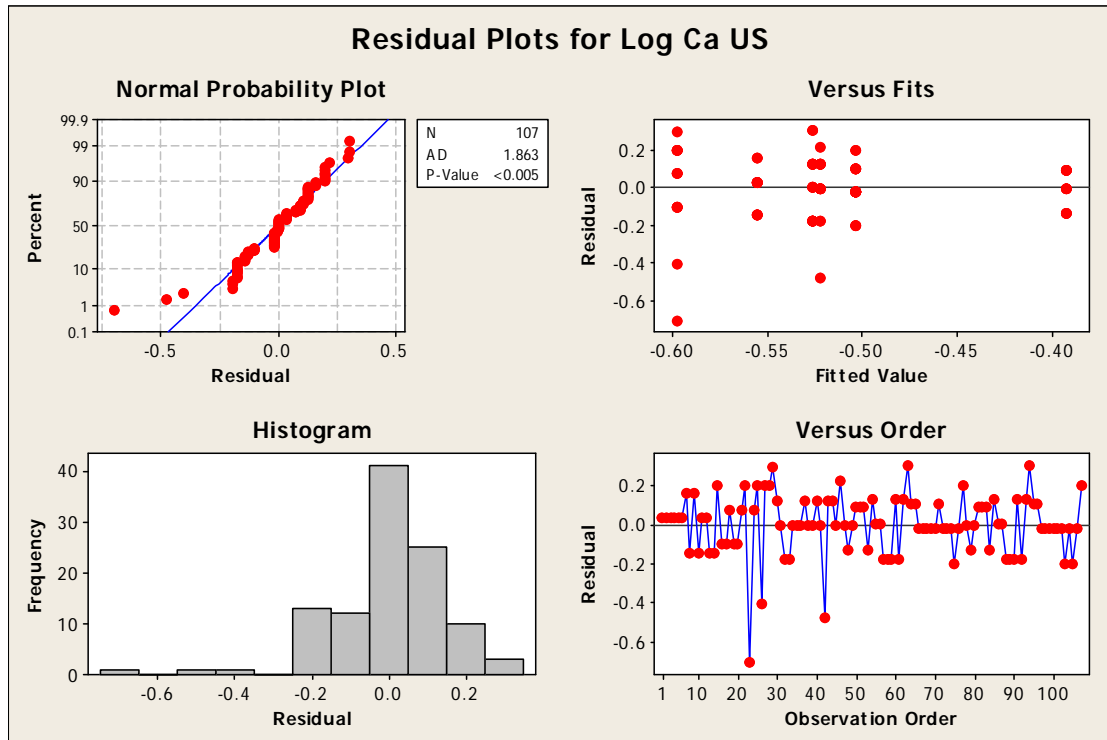 Residual Plots for Log Ca US
Normal Probability Plot
99.9
99
90
50
10
1
0.1
Percent
-0.5 0.0 0.5
Residual
N 107
AD 1.863
P-Value <0.005
Versus Fits
0.2
0.0
-0.2
-0.4
-0.6
Residual
-0.60 -0.55 -0.50 -0.45 -0.40
Fitted Value
Histogram
40
30
20
10
0
Frequency
-0.6 -0.4 -0.2 0.0 0.2
Residual
Versus Order
0.2
0.0
-0.2
-0.4
-0.6
Residual
1 10 20 30 40 50 60 70 80 90 100
Observation Order